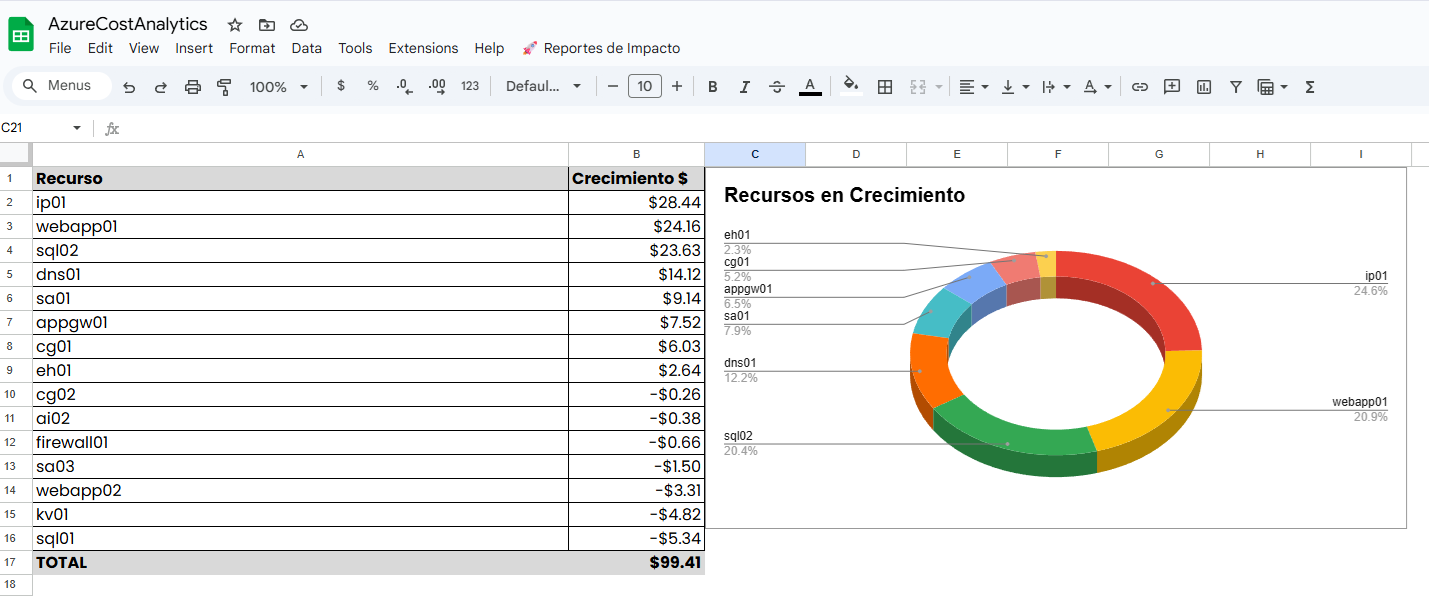 AzureCostAnalytics
File Edit View Insert Format Data Tools Extensions Help 🚀 Reportes de Impacto
Menus 100% $ % .0 .00 123 Defaul... − 10 + B I S A Σ
C21 fx
A B C D E F G H I
1 Recurso Crecimiento $
2 ip01 $28.44
3 webapp01 $24.16
4 sql02 $23.63
5 dns01 $14.12
6 sa01 $9.14
7 appgw01 $7.52
8 cg01 $6.03
9 eh01 $2.64
10 cg02 −$0.26
11 ai02 −$0.38
12 firewall01 −$0.66
13 sa03 −$1.50
14 webapp02 −$3.31
15 kv01 −$4.82
16 sql01 −$5.34
17 TOTAL $99.41
18
Recursos en Crecimiento
eh01
2.3%
cg01
5.2%
appgw01
6.5%
sa01
7.9%
dns01
12.2%
sql02
20.4%
ip01
24.6%
webapp01
20.9%